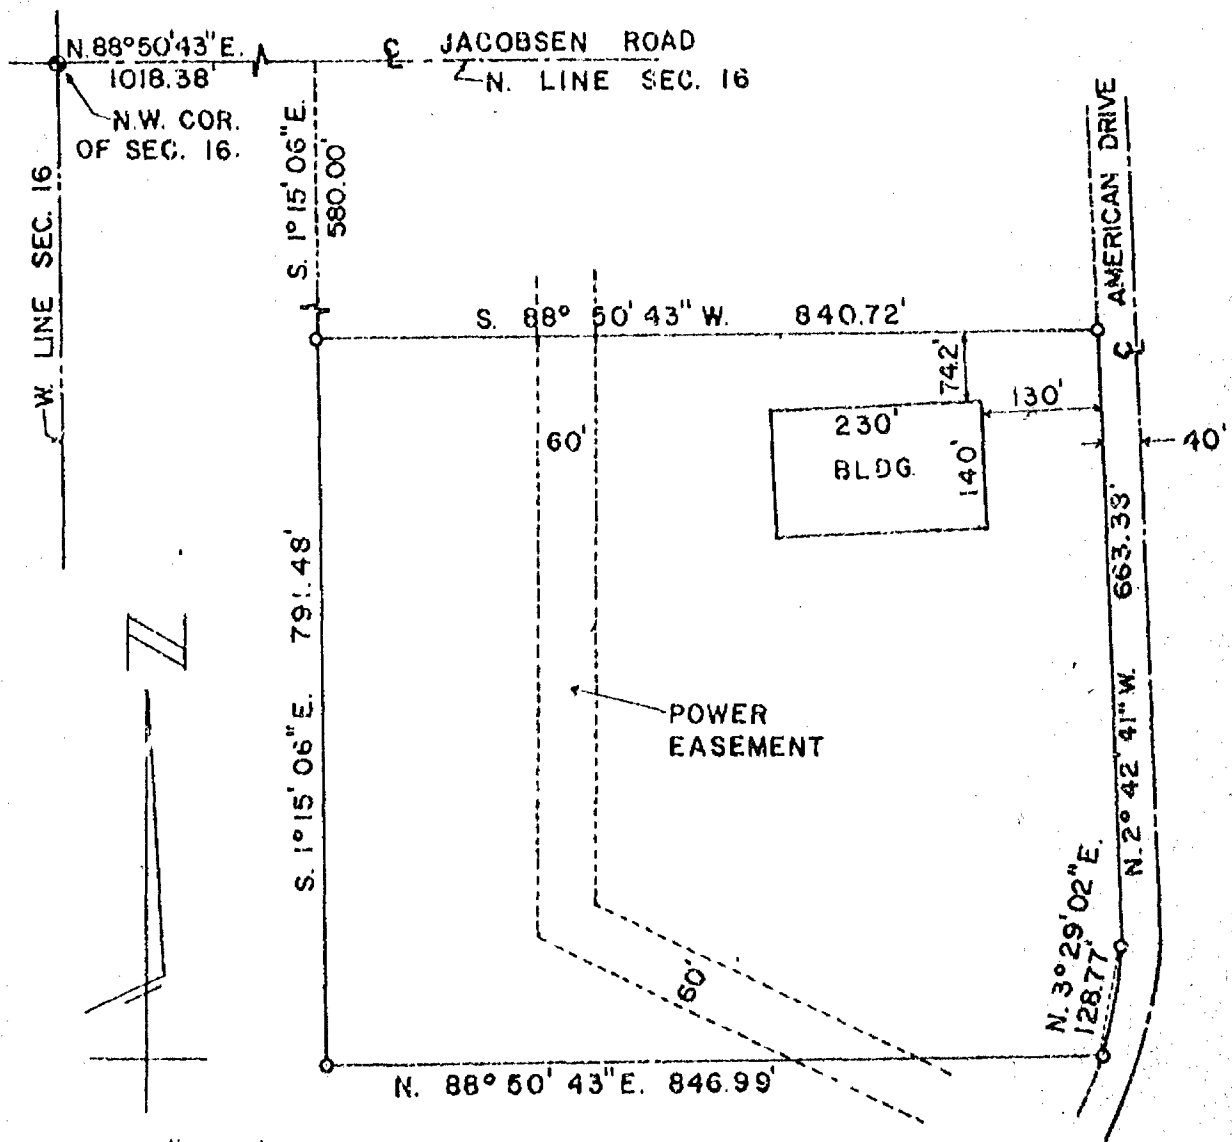 N. 88° 50' 43" E.
1018.38'
℄ JACOBSEN ROAD
N. LINE SEC. 16
N.W. COR.
OF SEC. 16.
W. LINE SEC. 16
S. 1° 15' 06" E.
580.00'
AMERICAN DRIVE
℄
S. 88° 50' 43" W. 840.72'
74.2'
130'
40'
60'
230'
BLDG.
140'
663.33'
N. 2° 42' 41" W.
S. 1° 15' 06" E. 791.48'
N
POWER
EASEMENT
60'
N. 3° 29' 02" E.
128.77'
N. 88° 50' 43" E. 846.99'